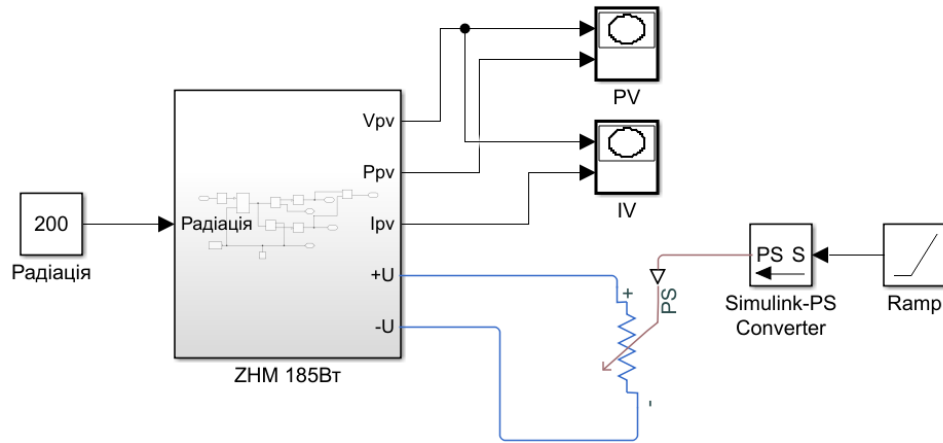 PV
Vpv
Ppv
IV
200
Радіація
Ipv
PS S
Радіація
+U
+
PS
Simulink-PS
Converter
Ramp
-U
-
ZHM 185Вт